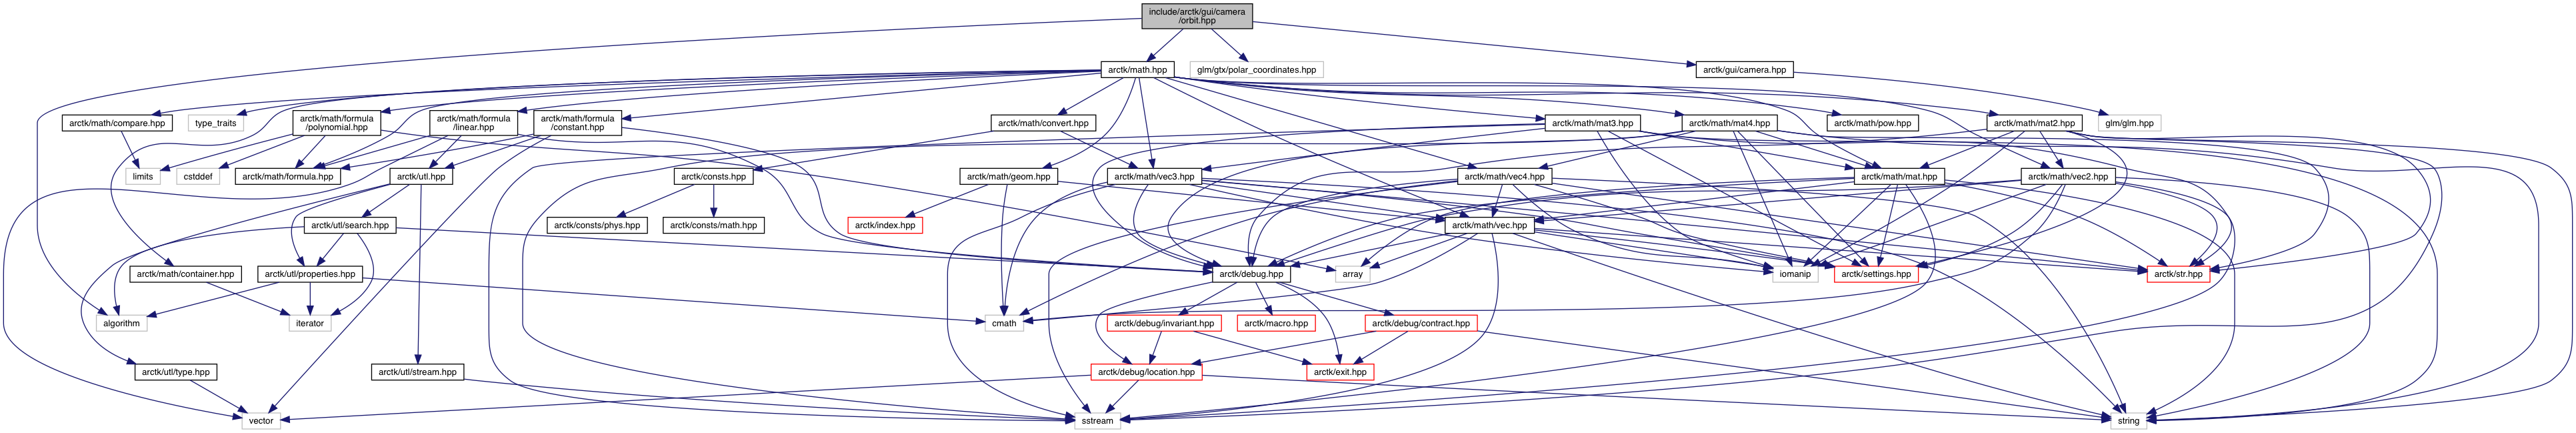 include/arctk/gui/camera
/orbit.hpp
arctk/math.hpp
glm/gtx/polar_coordinates.hpp
arctk/gui/camera.hpp
arctk/math/compare.hpp
type_traits
arctk/math/formula
/polynomial.hpp
arctk/math/formula
/linear.hpp
arctk/math/formula
/constant.hpp
arctk/math/convert.hpp
arctk/math/mat3.hpp
arctk/math/mat4.hpp
arctk/math/pow.hpp
arctk/math/mat2.hpp
glm/glm.hpp
limits
cstddef
arctk/math/formula.hpp
arctk/utl.hpp
arctk/consts.hpp
arctk/math/geom.hpp
arctk/math/vec3.hpp
arctk/math/vec4.hpp
arctk/math/mat.hpp
arctk/math/vec2.hpp
arctk/utl/search.hpp
arctk/consts/phys.hpp
arctk/consts/math.hpp
arctk/index.hpp
arctk/math/vec.hpp
arctk/math/container.hpp
arctk/utl/properties.hpp
arctk/debug.hpp
array
iomanip
arctk/settings.hpp
arctk/str.hpp
algorithm
iterator
cmath
arctk/debug/invariant.hpp
arctk/macro.hpp
arctk/debug/contract.hpp
arctk/utl/type.hpp
arctk/utl/stream.hpp
arctk/debug/location.hpp
arctk/exit.hpp
vector
sstream
string